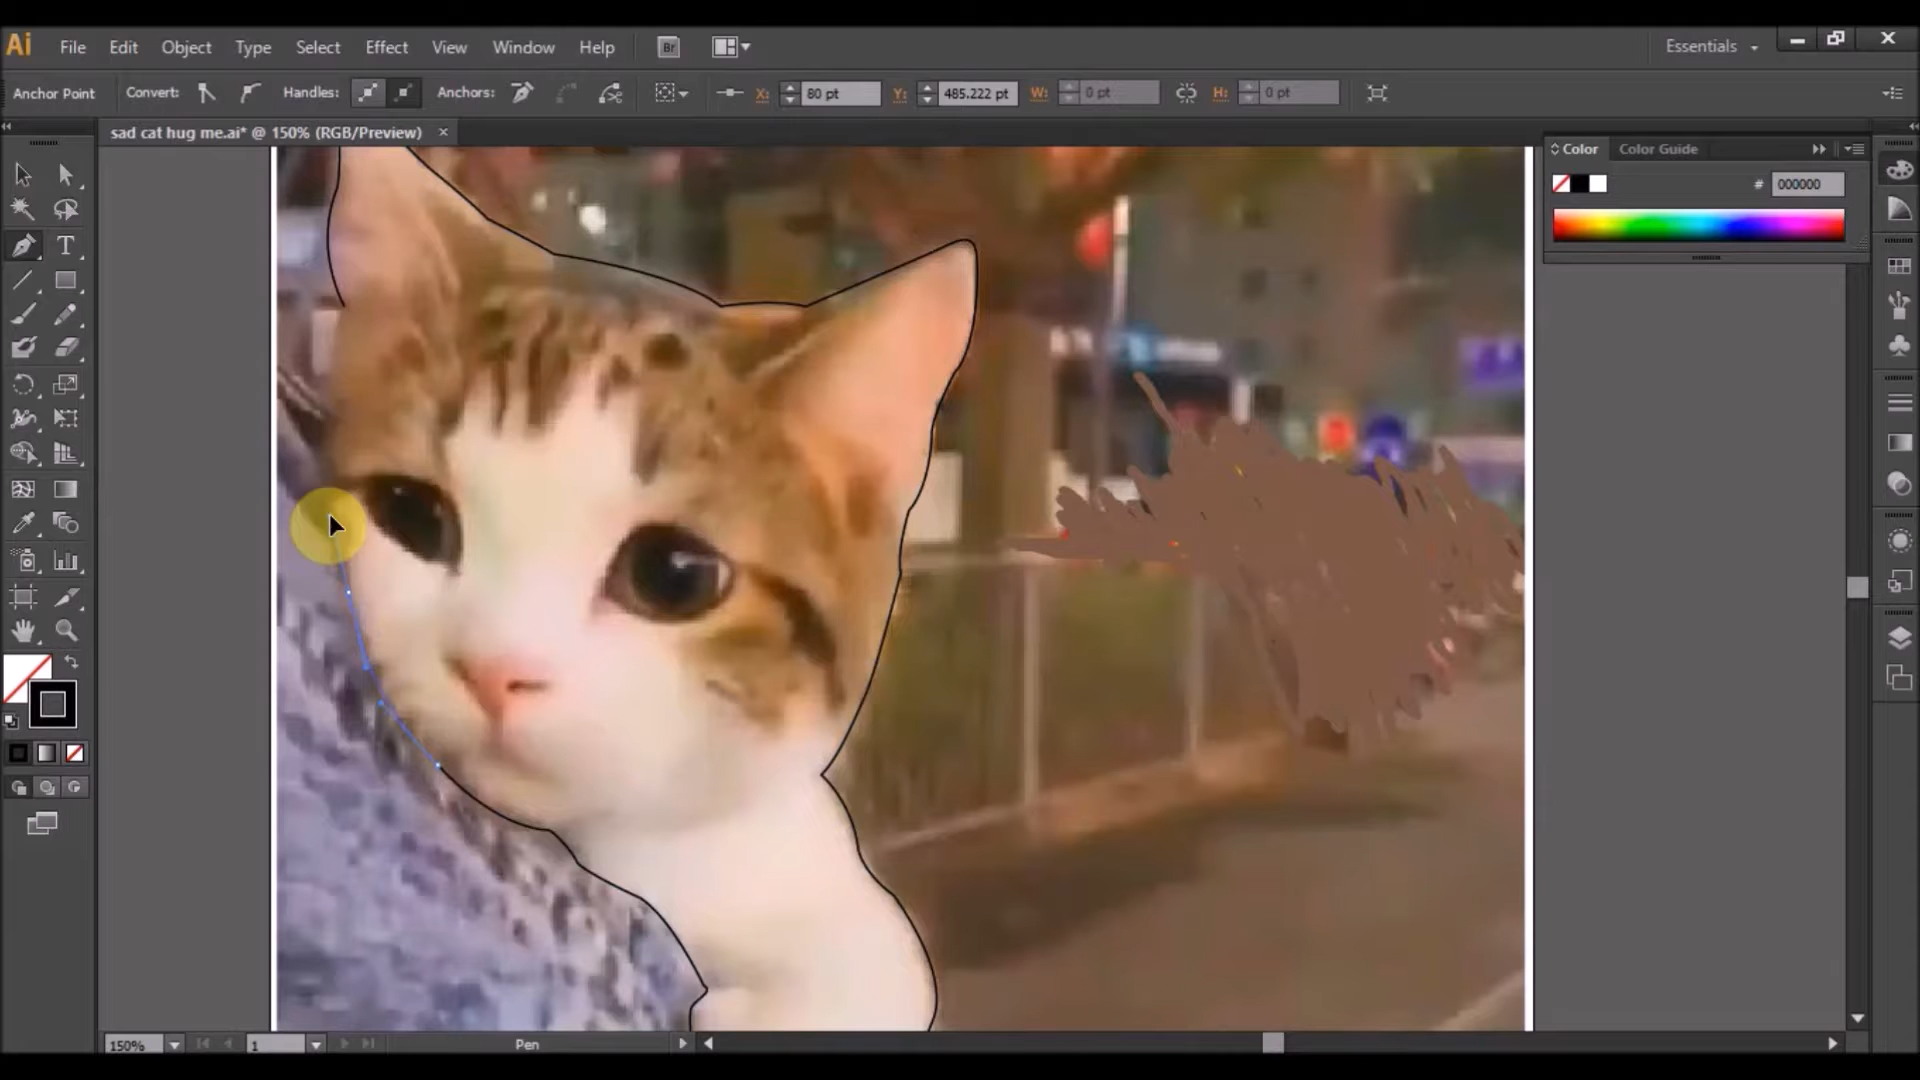 Ai File Edit Object Type Select Effect View Window Help Br Essentials
Anchor Point Convert: Handles: Anchors: X: 80 pt Y: 485.222 pt W: 0 pt H: 0 pt
sad cat hug me.ai* @ 150% (RGB/Preview) ×
Color Color Guide
# 000000
T
150% 1 Pen